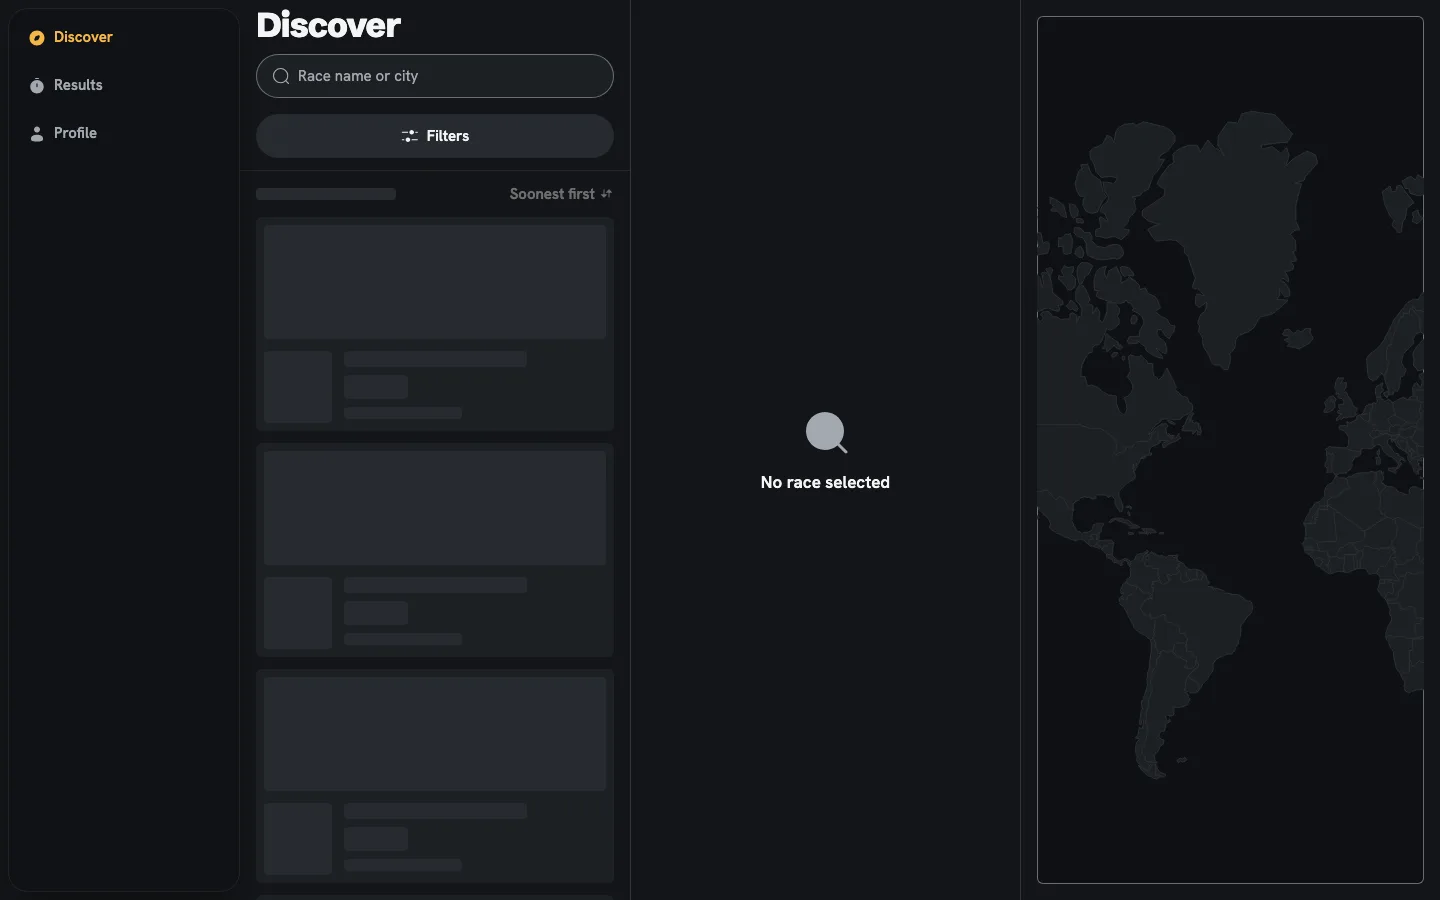 Discover
Results
Profile
Discover
Race name or city
Filters
Soonest first
No race selected